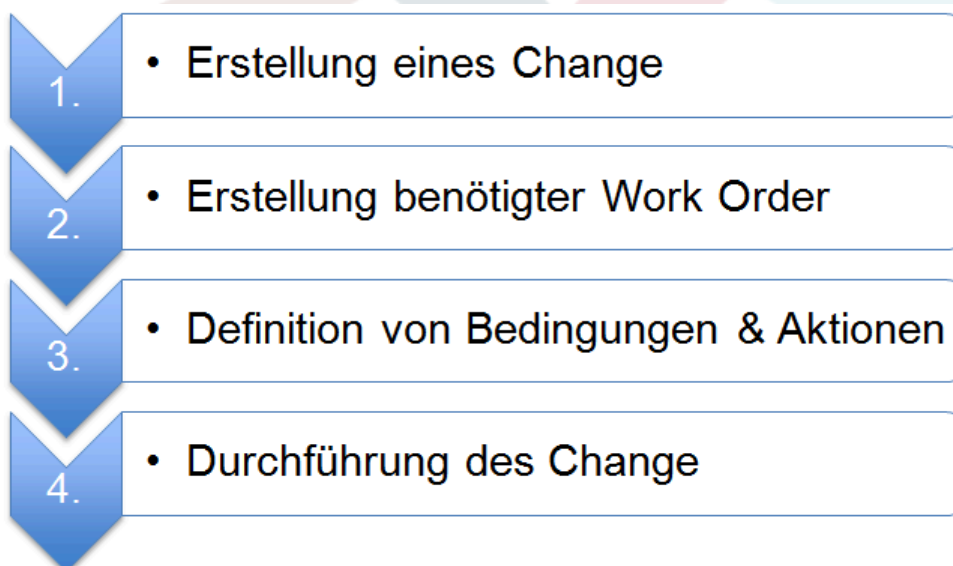 1.
• Erstellung eines Change
2.
• Erstellung benötigter Work Order
3.
• Definition von Bedingungen & Aktionen
4.
• Durchführung des Change